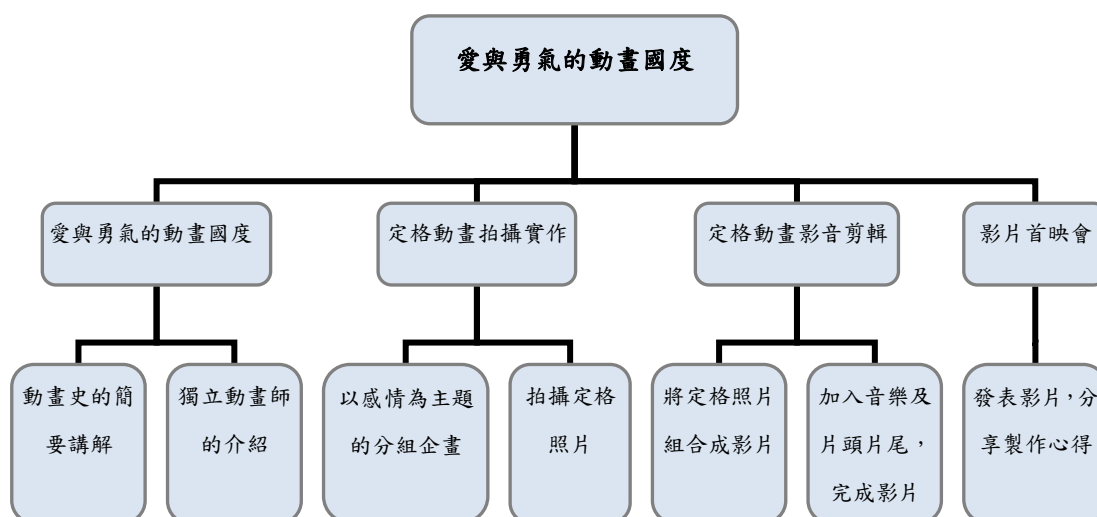 愛與勇氣的動畫國度
愛與勇氣的動畫國度
定格動畫拍攝實作
定格動畫影音剪輯
影片首映會
動畫史的簡
要講解
獨立動畫師
的介紹
以感情為主題
的分組企畫
拍攝定格
照片
將定格照片
組合成影片
加入音樂及
片頭片尾，
完成影片
發表影片，分
享製作心得